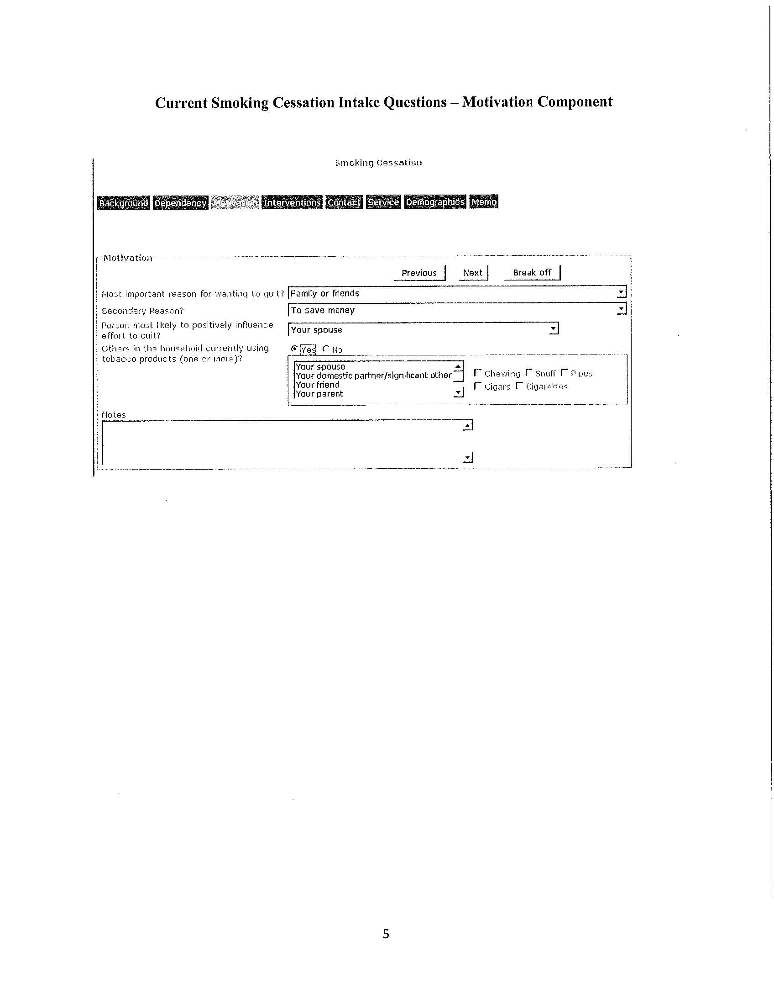 Current Smoking Cessation Intake Questions – Motivation Component
Smoking Cessation
Background Dependency Motivation Interventions Contact Service Demographics Memo
Motivation
Previous Next Break off
Most important reason for wanting to quit? Family or friends
Secondary Reason? To save money
Person most likely to positively influence
effort to quit? Your spouse
Others in the household currently using Yes No
tobacco products (one or more)?
Your spouse
Your domestic partner/significant other Chewing Snuff Pipes
Your friend
Your parent Cigars Cigarettes
Notes
5